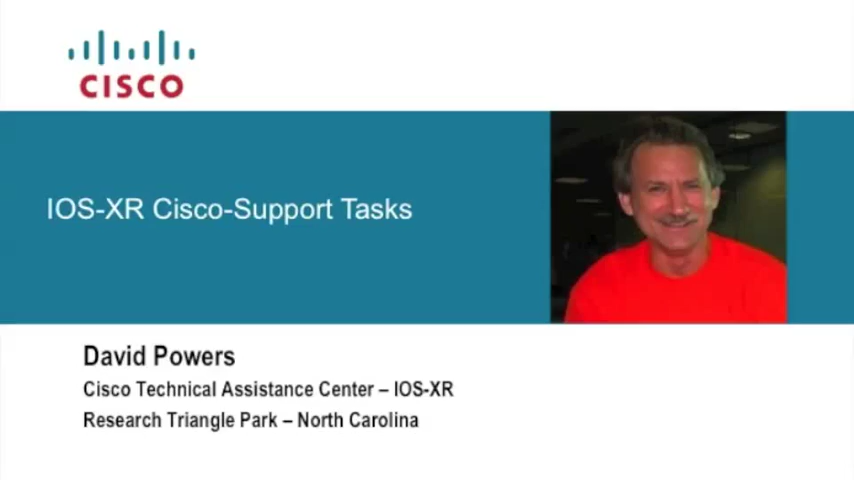 CISCO
IOS-XR Cisco-Support Tasks
David Powers
Cisco Technical Assistance Center – IOS-XR
Research Triangle Park – North Carolina